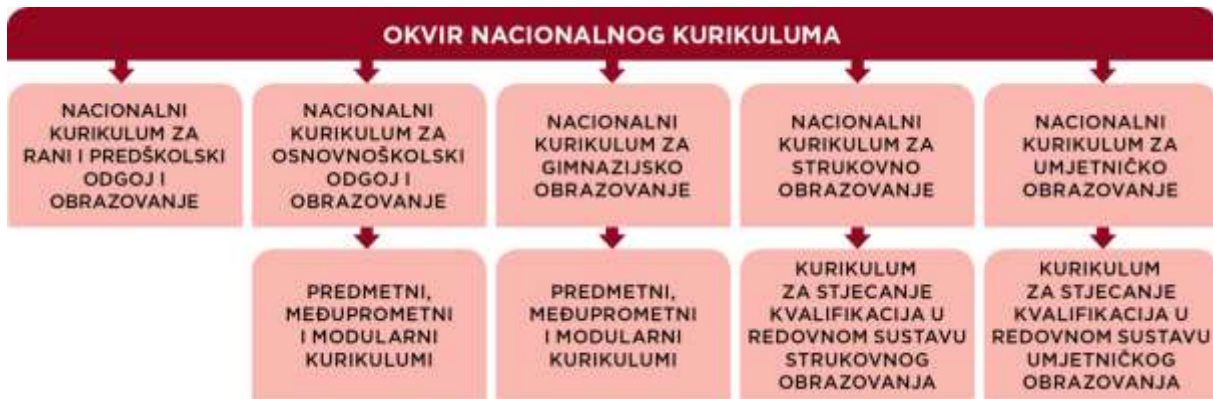 OKVIR NACIONALNOG KURIKULUMA
NACIONALNI
KURIKULUM ZA
RANI I PREDŠKOLSKI
ODGOJ I
OBRAZOVANJE
NACIONALNI
KURIKULUM ZA
OSNOVNOŠKOLSKI
ODGOJ I
OBRAZOVANJE
NACIONALNI
KURIKULUM ZA
GIMNAZIJSKO
OBRAZOVANJE
NACIONALNI
KURIKULUM ZA
STRUKOVNO
OBRAZOVANJE
NACIONALNI
KURIKULUM ZA
UMJETNIČKO
OBRAZOVANJE
PREDMETNI,
MEĐUPROMETNI
I MODULARNI
KURIKULUMI
PREDMETNI,
MEĐUPROMETNI
I MODULARNI
KURIKULUMI
KURIKULUM
ZA STJECANJE
KVALIFIKACIJA U
REDOVNOM SUSTAVU
STRUKOVNOG
OBRAZOVANJA
KURIKULUM
ZA STJECANJE
KVALIFIKACIJA U
REDOVNOM SUSTAVU
UMJETNIČKOG
OBRAZOVANJA